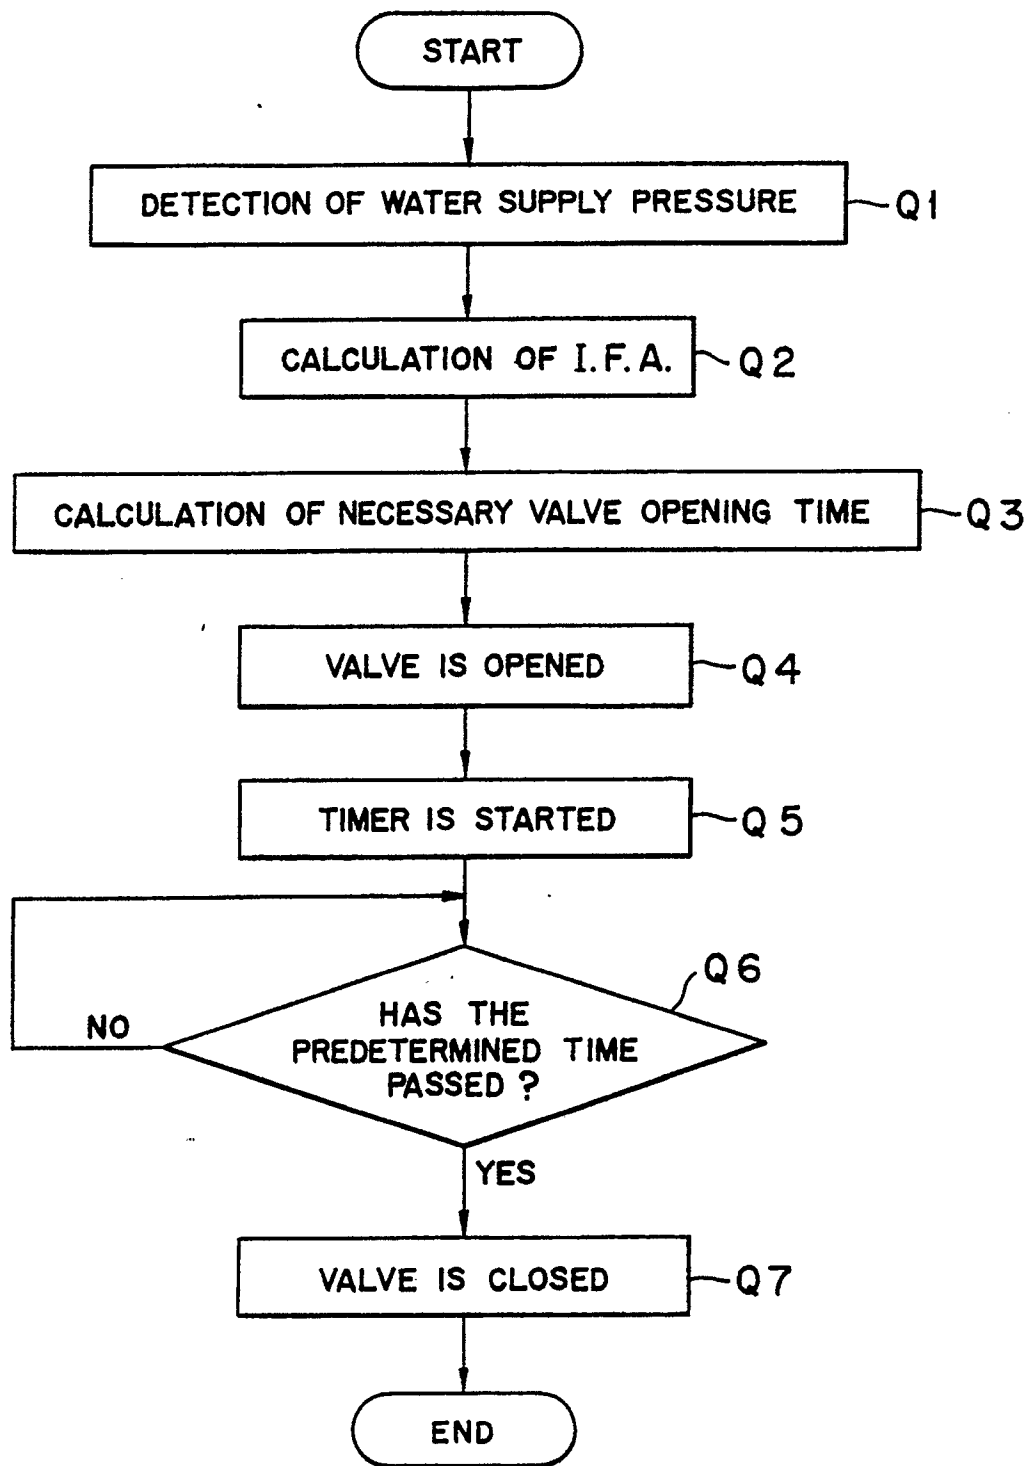 START
DETECTION OF WATER SUPPLY PRESSURE
Q1
CALCULATION OF I.F.A.
Q2
CALCULATION OF NECESSARY VALVE OPENING TIME
Q3
VALVE IS OPENED
Q4
TIMER IS STARTED
Q5
Q6
HAS THE
PREDETERMINED TIME
PASSED ?
NO
YES
VALVE IS CLOSED
Q7
END